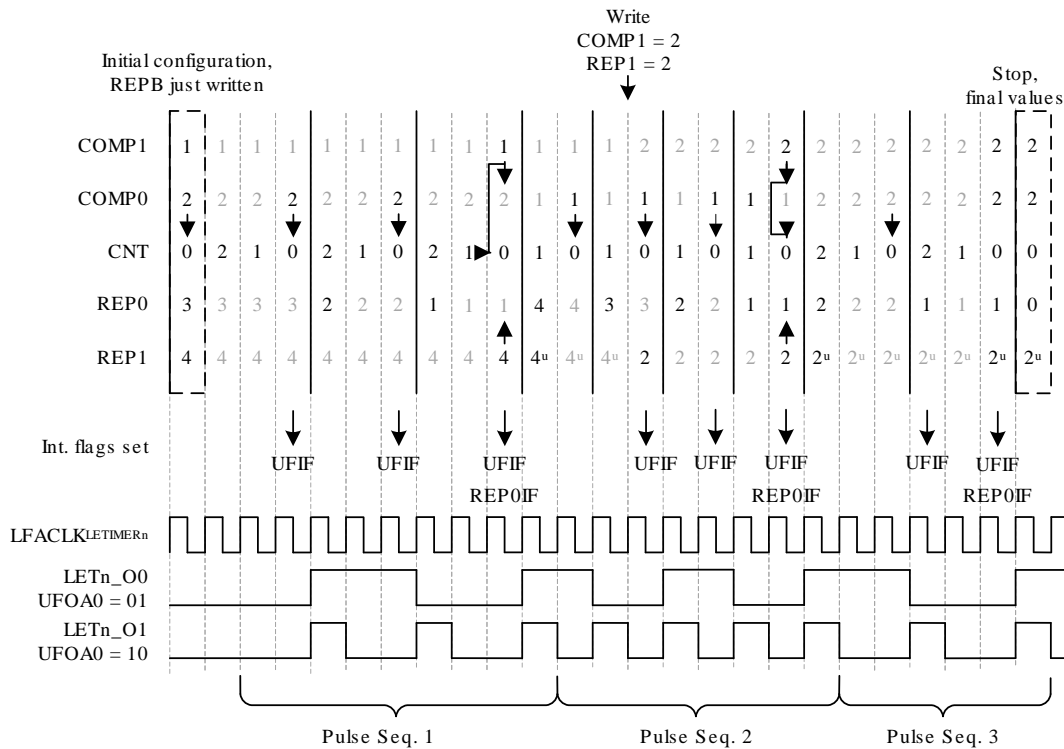 Write
COMP1 = 2
REP1 = 2
Initial configuration,
REPB just written
Stop,
final values
COMP1 1 1 1 1 1 1 1 1 1 1 1 1 1 2 2 2 2 2 2 2 2 2 2 2 2
COMP0 2 2 2 2 2 2 2 2 2 2 1 1 1 1 1 1 1 1 2 2 2 2 2 2 2
CNT 0 2 1 0 2 1 0 2 1 0 1 0 1 0 1 0 1 0 2 1 0 2 1 0 0
REP0 3 3 3 3 2 2 2 1 1 1 4 4 3 3 2 2 1 1 2 2 2 1 1 1 0
REP1 4 4 4 4 4 4 4 4 4 4 4u 4u 4u 2 2 2 2 2 2u 2u 2u 2u 2u 2u 2u
Int. flags set
UFIF UFIF UFIF UFIF UFIF UFIF UFIF UFIF
REP0IF REP0IF REP0IF
LFACLKLETIMERn
LETn_O0
UFOA0 = 01
LETn_O1
UFOA0 = 10
Pulse Seq. 1 Pulse Seq. 2 Pulse Seq. 3